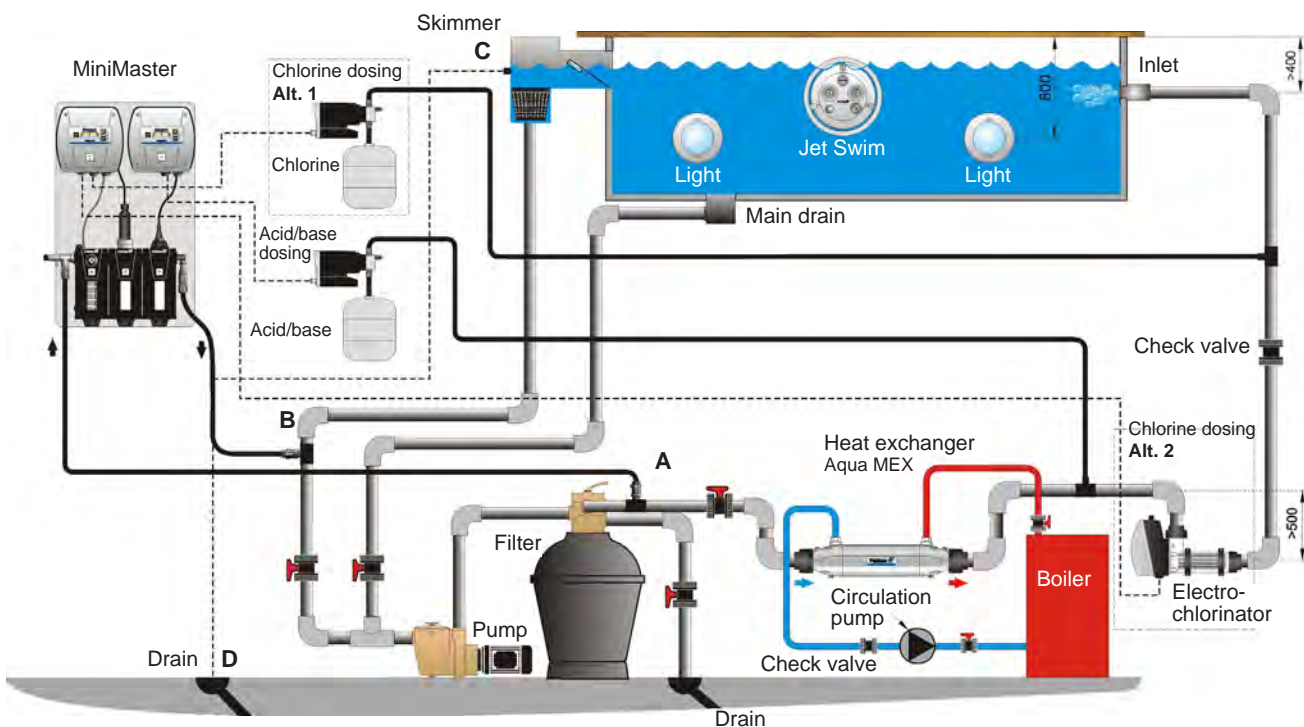 Skimmer
C
MiniMaster
Chlorine dosing
Alt. 1
Chlorine
Acid/base
dosing
Acid/base
Inlet
>400
800
Jet Swim
Light
Light
Main drain
Check valve
B
A
Heat exchanger
Aqua MEX
Chlorine dosing
Alt. 2
>500
Filter
Boiler
Electro-
chlorinator
Circulation
pump
Pump
Check valve
Drain
D
Drain